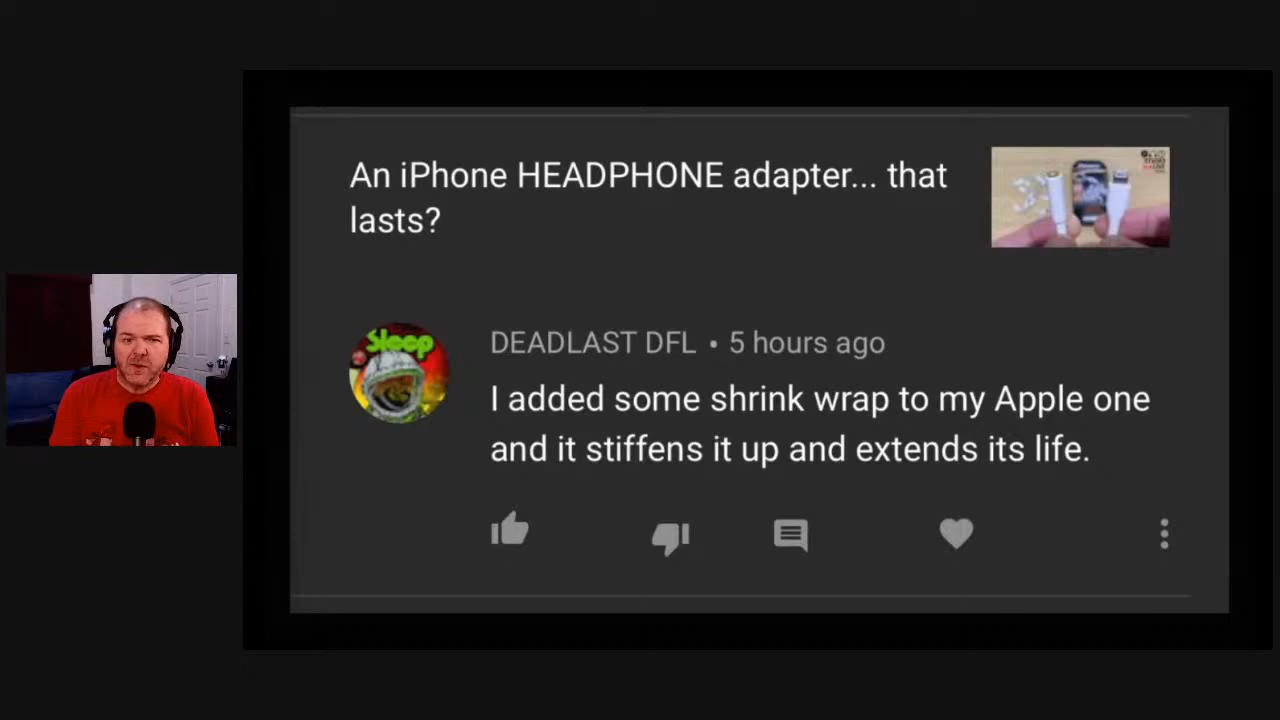 An iPhone HEADPHONE adapter... that
lasts?
Sleep
DEADLAST DFL • 5 hours ago
I added some shrink wrap to my Apple one
and it stiffens it up and extends its life.